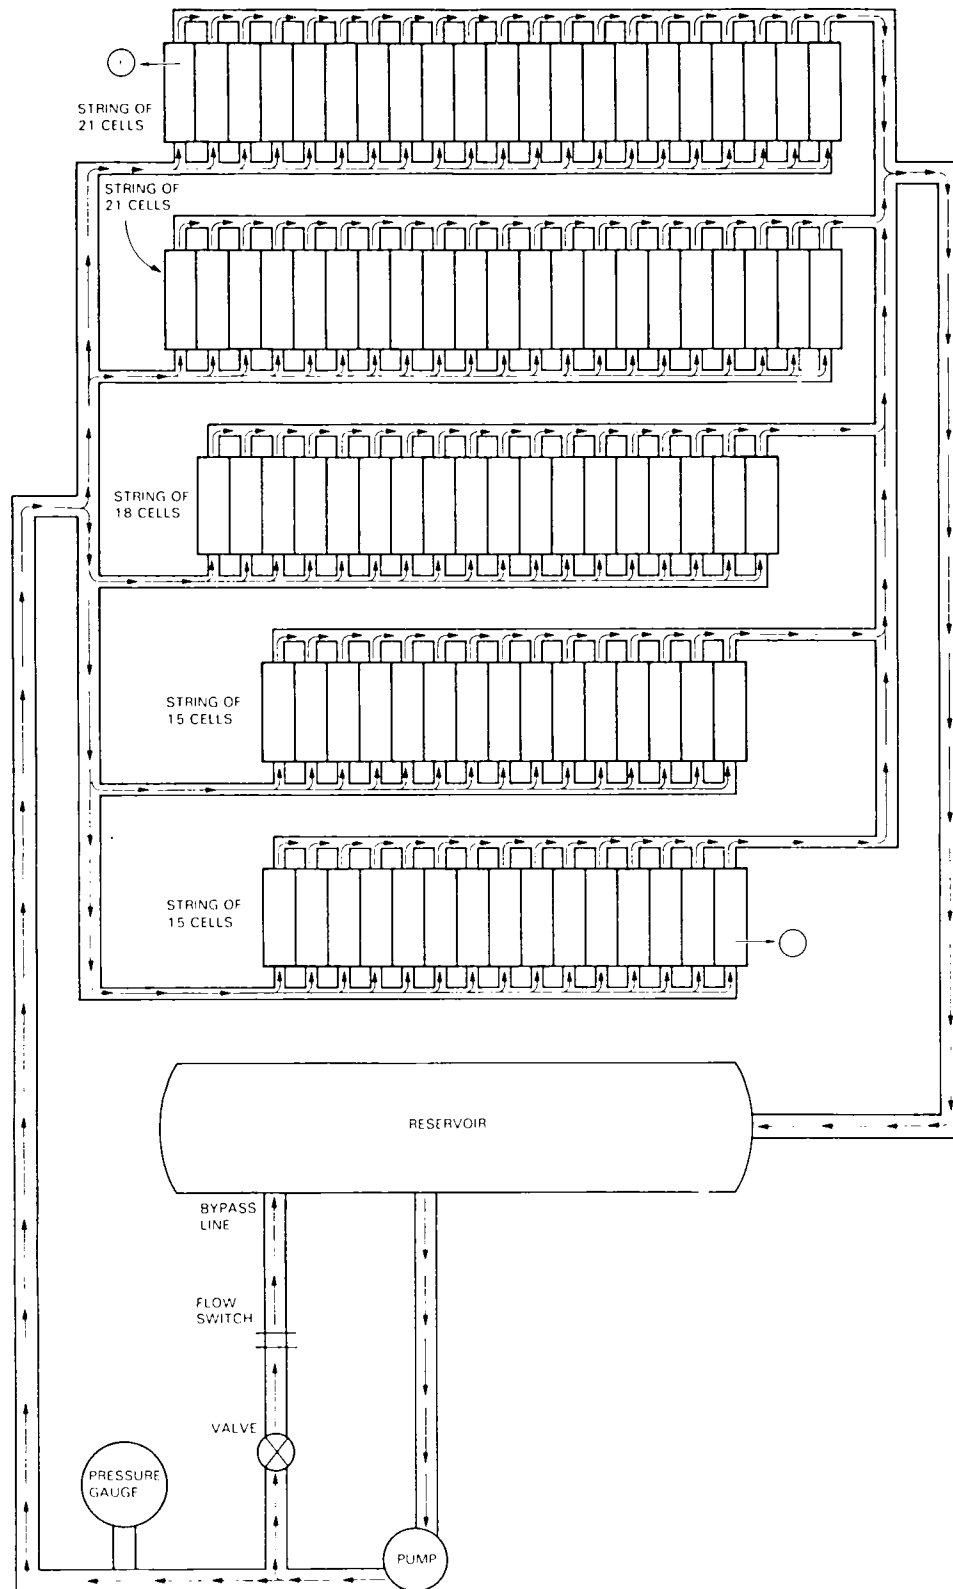 STRING OF
21 CELLS
STRING OF
21 CELLS
STRING OF
18 CELLS
STRING OF
15 CELLS
STRING OF
15 CELLS
RESERVOIR
BYPASS
LINE
FLOW
SWITCH
VALVE
PRESSURE
GAUGE
PUMP